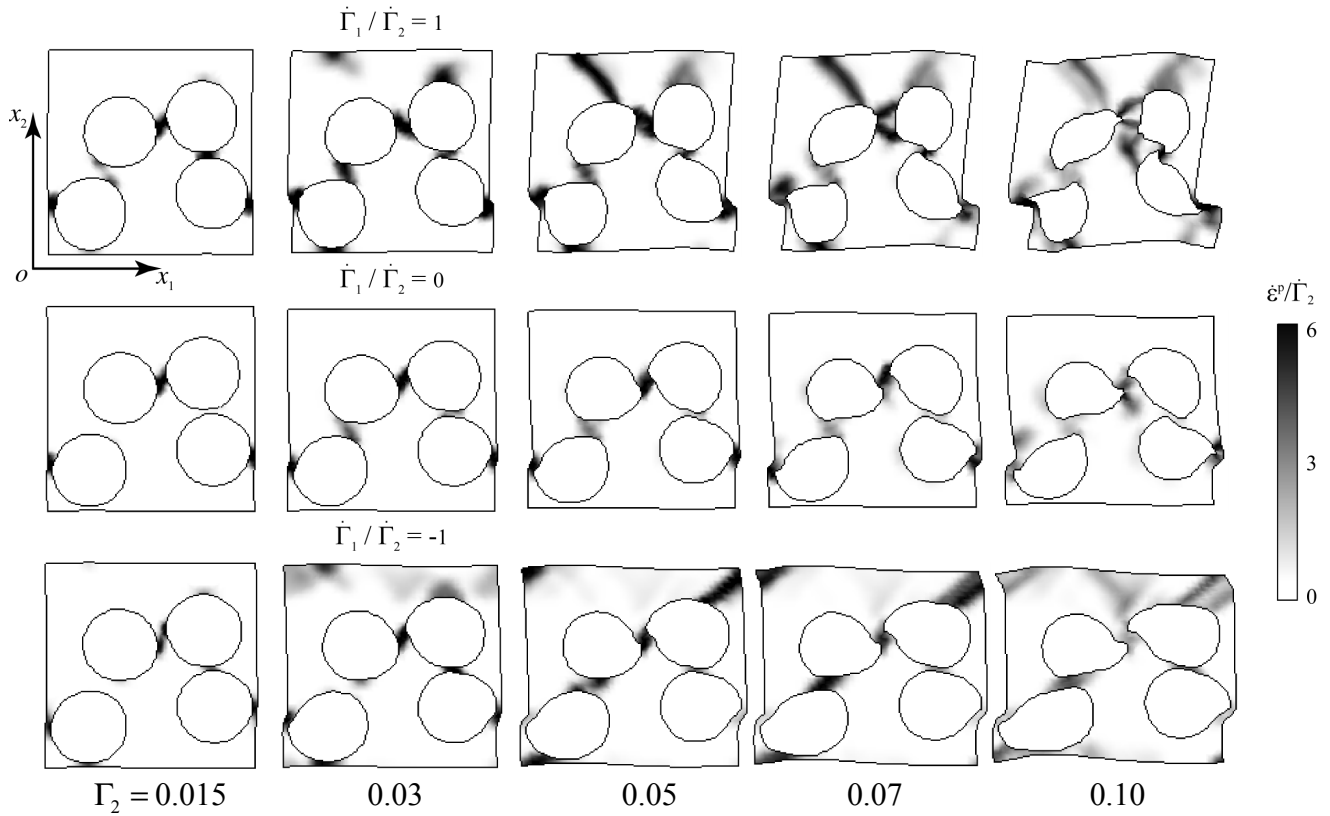 Γ̇₁ / Γ̇₂ = 1
x₂
o
x₁
Γ̇₁ / Γ̇₂ = 0
ε̇ᵖ/Γ̇₂
6
3
0
Γ̇₁ / Γ̇₂ = -1
Γ₂ = 0.015 0.03 0.05 0.07 0.10